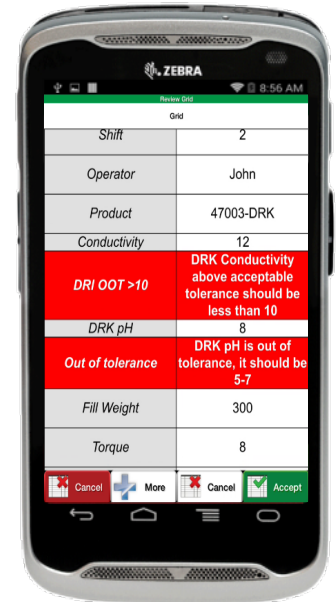 ZEBRA
8:56 AM
Review Grid
Grid
Shift 2
Operator John
Product 47003-DRK
Conductivity 12
DRI OOT >10 DRK Conductivity
above acceptable
tolerance should be
less than 10
DRK pH 8
Out of tolerance DRK pH is out of
tolerance, it should be
5-7
Fill Weight 300
Torque 8
Cancel More Cancel Accept